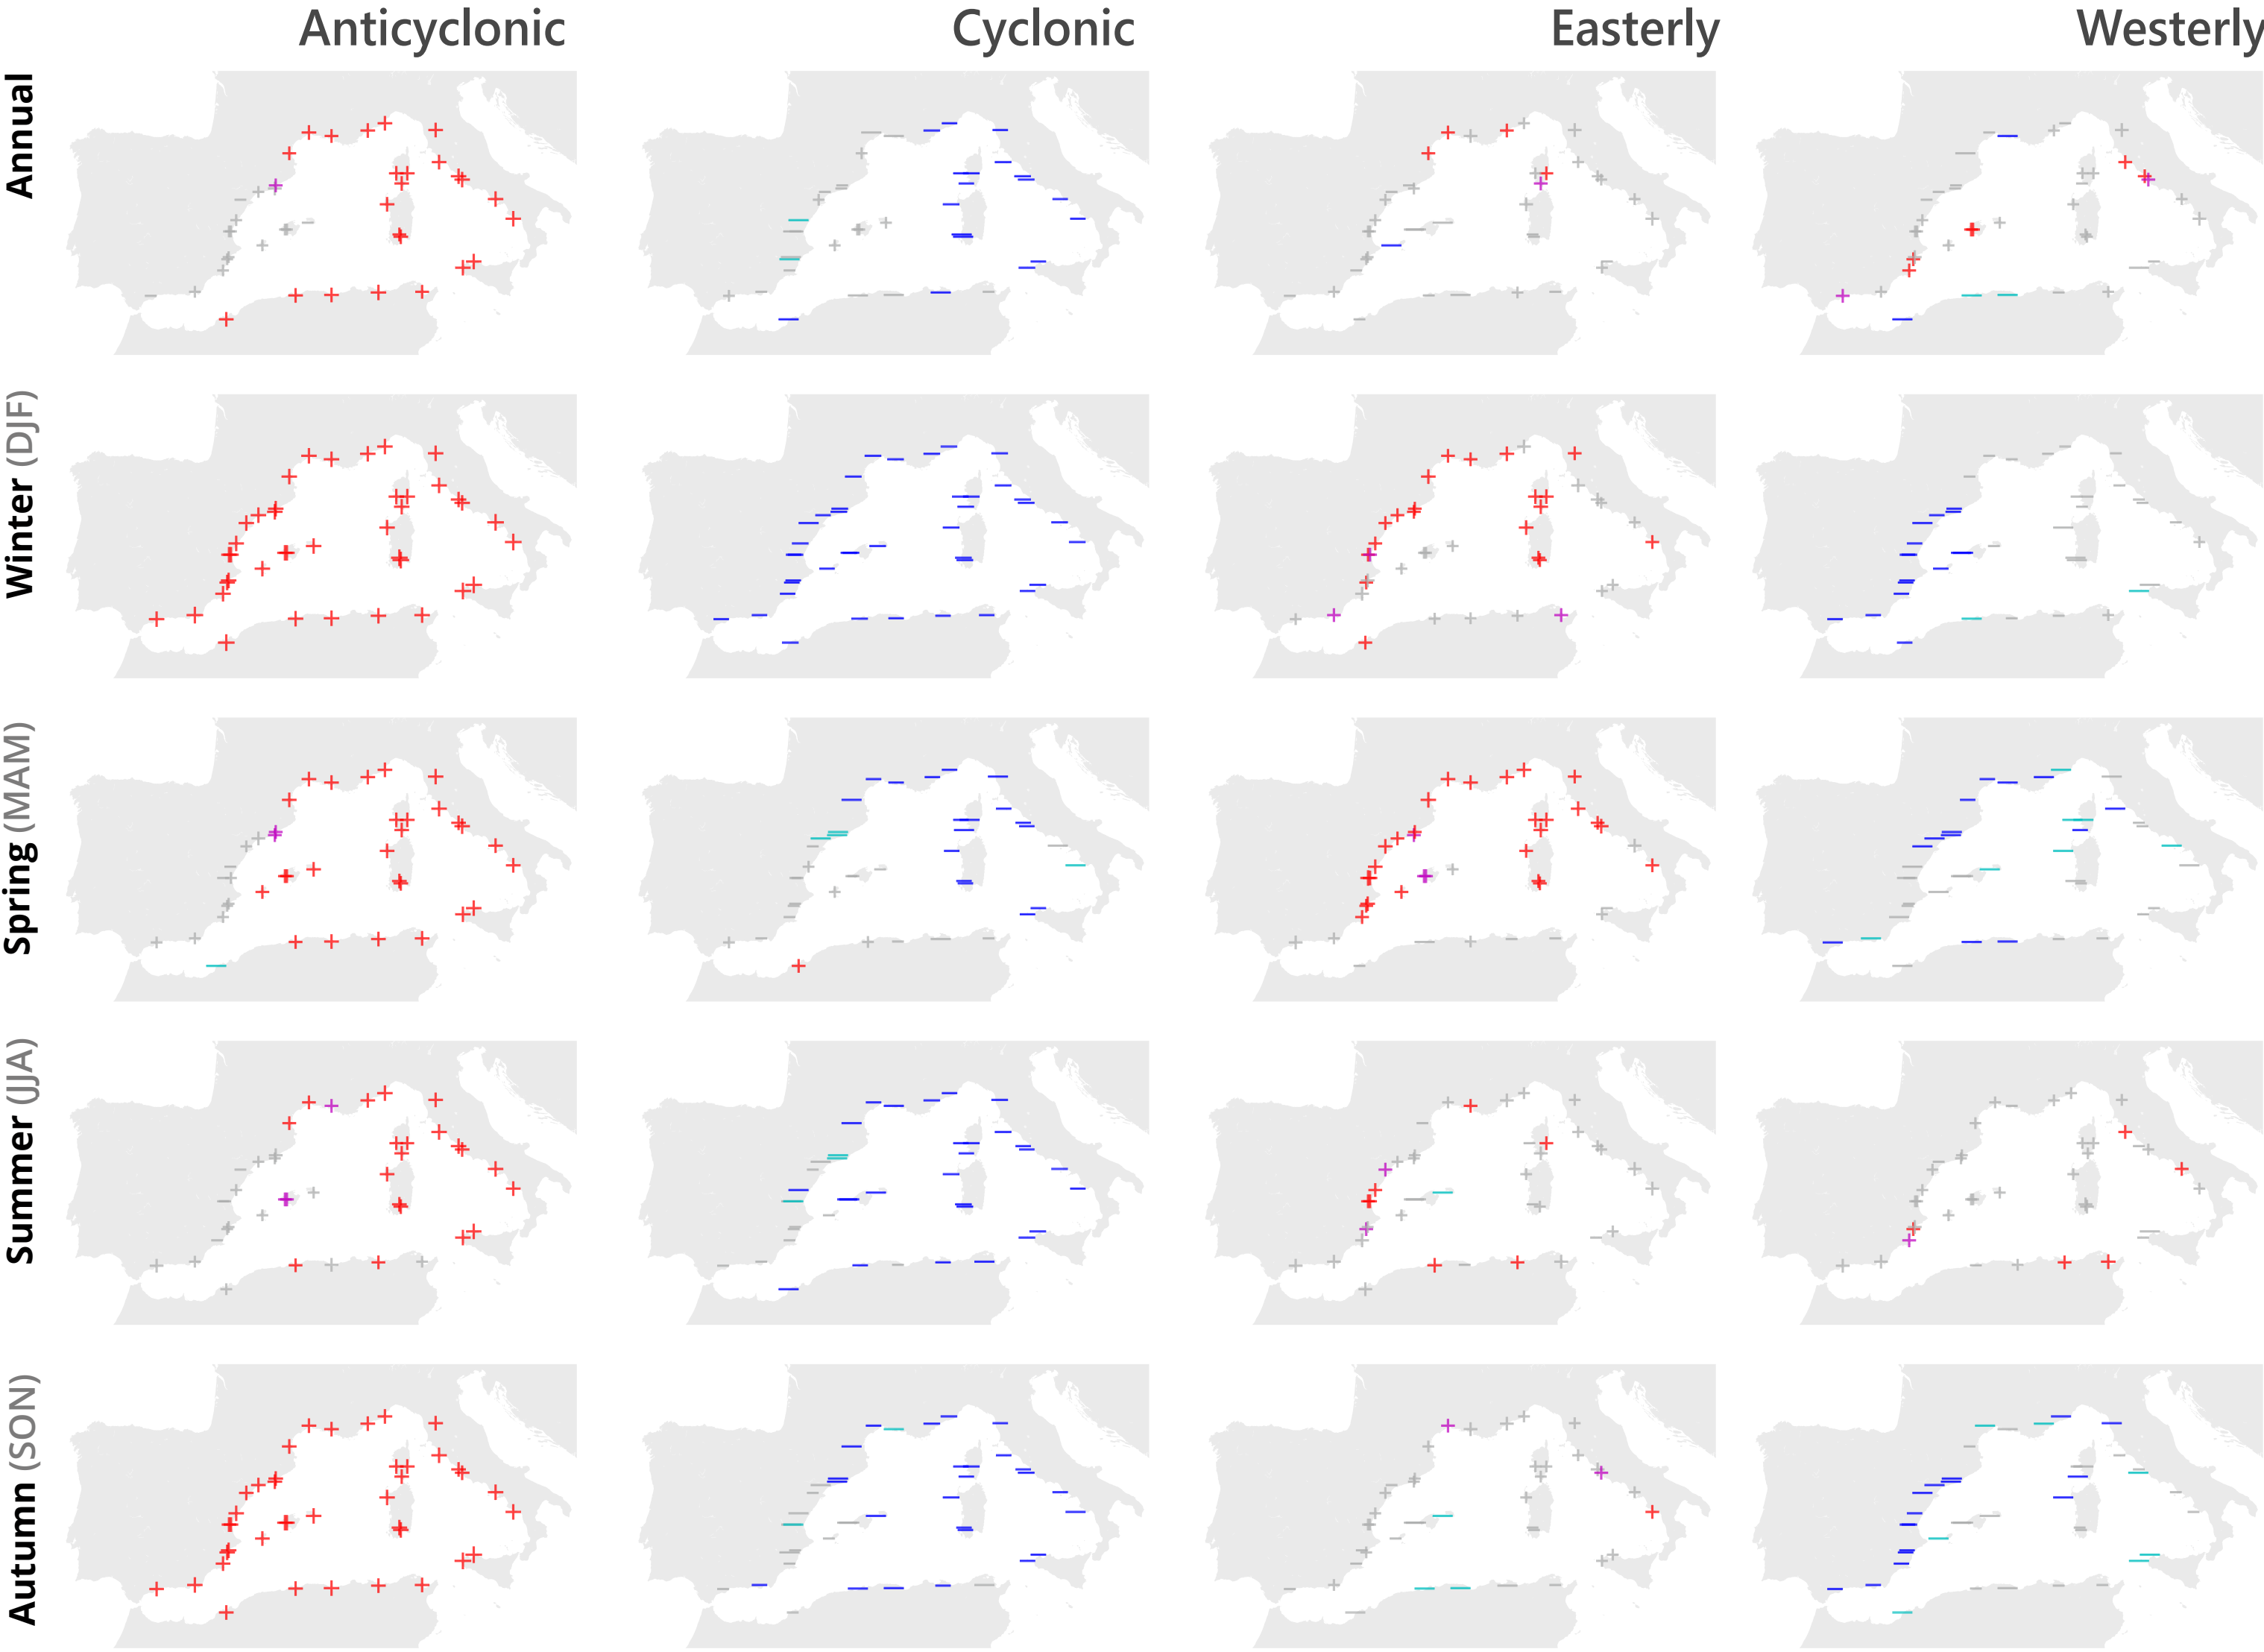 Anticyclonic Cyclonic Easterly Westerly
Annual
Winter (DJF)
Spring (MAM)
Summer (JJA)
Autumn (SON)